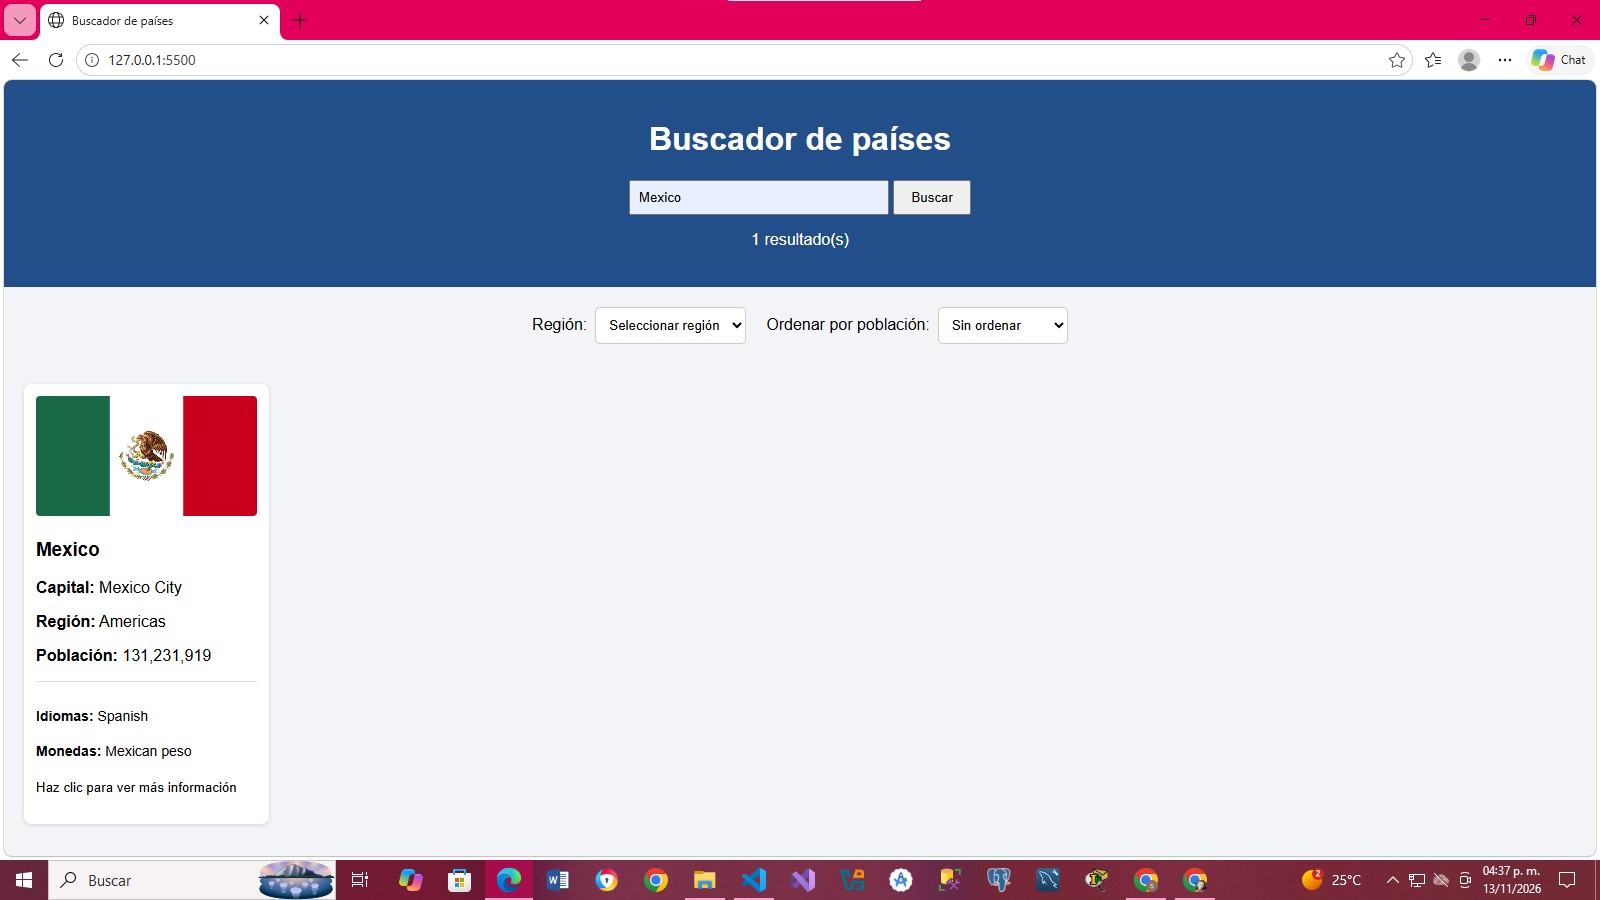 Buscador de países
127.0.0.1:5500
Chat
Buscador de países
Mexico Buscar
1 resultado(s)
Región: Seleccionar región Ordenar por población: Sin ordenar
Mexico
Capital: Mexico City
Región: Americas
Población: 131,231,919
Idiomas: Spanish
Monedas: Mexican peso
Haz clic para ver más información
Buscar
2
25°C
04:37 p. m.
13/11/2026